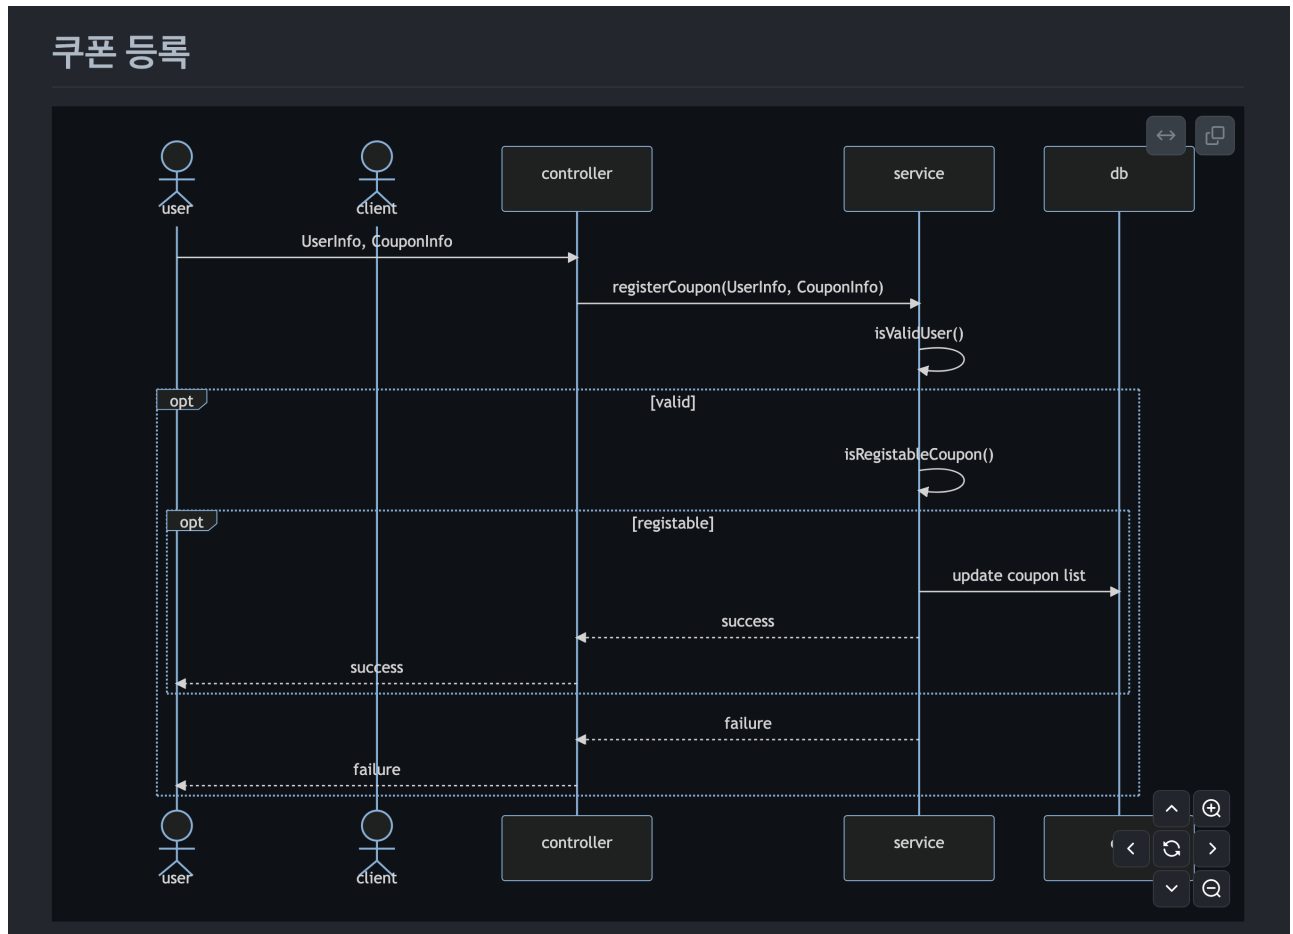 쿠폰 등록
user
client
controller
service
db
UserInfo, CouponInfo
registerCoupon(UserInfo, CouponInfo)
isValidUser()
opt
[valid]
isRegistableCoupon()
opt
[registable]
update coupon list
success
success
failure
failure
user
client
controller
service